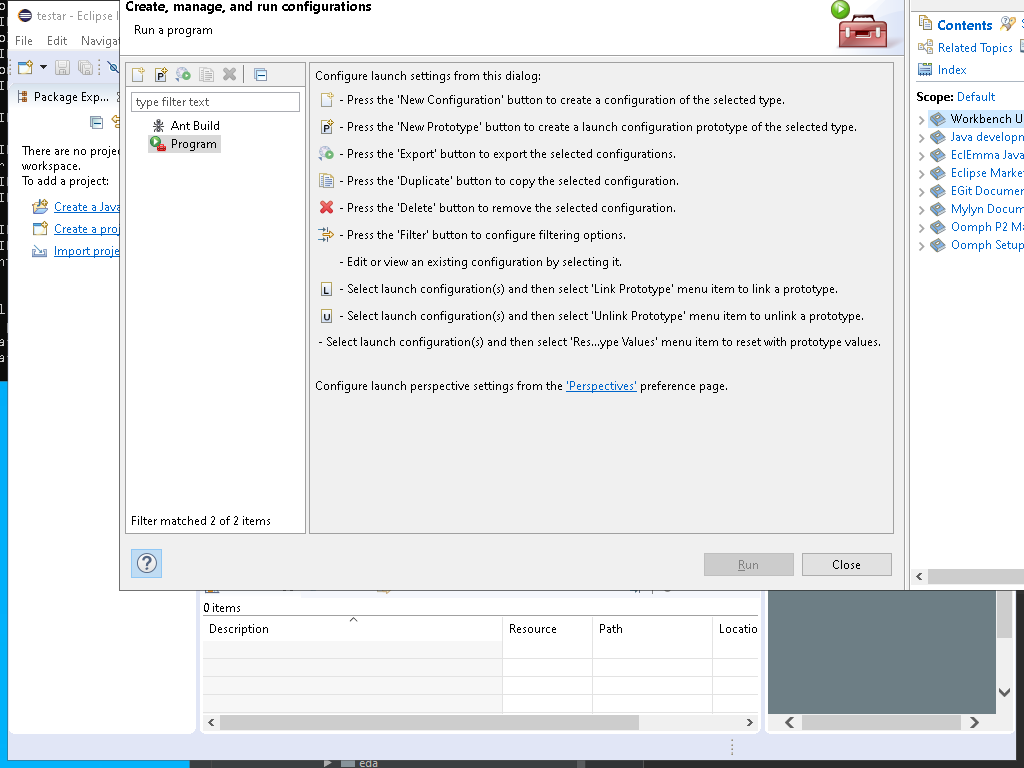 testar - Eclipse I
File Edit Navigat
Package Exp...
There are no projec
workspace.
To add a project:
Create a Java
Create a proj
Import proje
Create, manage, and run configurations
Run a program
type filter text
Ant Build
Program
Filter matched 2 of 2 items
Configure launch settings from this dialog:
- Press the 'New Configuration' button to create a configuration of the selected type.
- Press the 'New Prototype' button to create a launch configuration prototype of the selected type.
- Press the 'Export' button to export the selected configurations.
- Press the 'Duplicate' button to copy the selected configuration.
- Press the 'Delete' button to remove the selected configuration.
- Press the 'Filter' button to configure filtering options.
- Edit or view an existing configuration by selecting it.
- Select launch configuration(s) and then select 'Link Prototype' menu item to link a prototype.
- Select launch configuration(s) and then select 'Unlink Prototype' menu item to unlink a prototype.
- Select launch configuration(s) and then select 'Res...ype Values' menu item to reset with prototype values.
Configure launch perspective settings from the 'Perspectives' preference page.
Run
Close
Contents
Related Topics
Index
Scope: Default
Workbench U
Java developn
EclEmma Java
Eclipse Marke
EGit Documer
Mylyn Docum
Oomph P2 Ma
Oomph Setup
0 items
Description Resource Path Locatio
eda